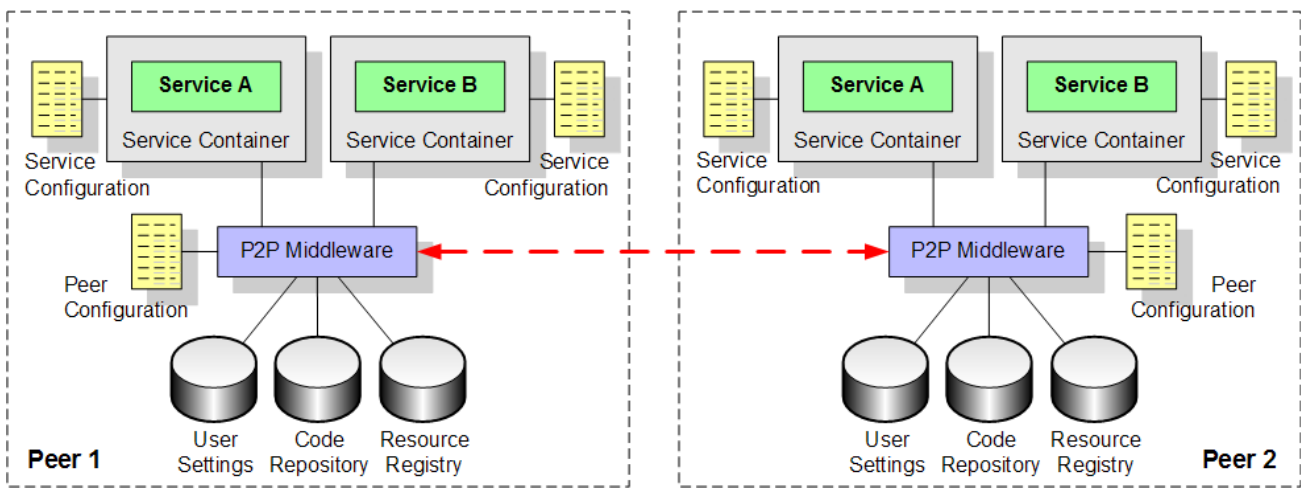 Service A
Service Container
Service
Configuration
Service B
Service Container
Service
Configuration
P2P Middleware
Peer
Configuration
User
Settings
Code
Repository
Resource
Registry
Peer 1
Service A
Service Container
Service
Configuration
Service B
Service Container
Service
Configuration
P2P Middleware
Peer
Configuration
User
Settings
Code
Repository
Resource
Registry
Peer 2